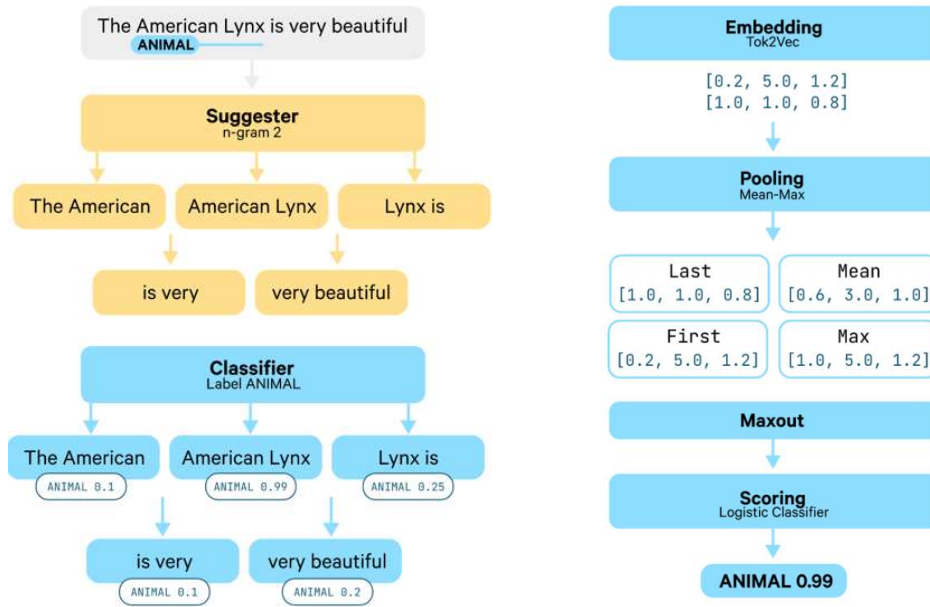 The American Lynx is very beautiful
ANIMAL
Suggester
n-gram 2
The American
American Lynx
Lynx is
is very
very beautiful
Classifier
Label ANIMAL
The American
American Lynx
Lynx is
ANIMAL 0.1
ANIMAL 0.99
ANIMAL 0.25
is very
very beautiful
ANIMAL 0.1
ANIMAL 0.2
Embedding
Tok2Vec
[0.2, 5.0, 1.2]
[1.0, 1.0, 0.8]
Pooling
Mean-Max
Last
[1.0, 1.0, 0.8]
Mean
[0.6, 3.0, 1.0]
First
[0.2, 5.0, 1.2]
Max
[1.0, 5.0, 1.2]
Maxout
Scoring
Logistic Classifier
ANIMAL 0.99